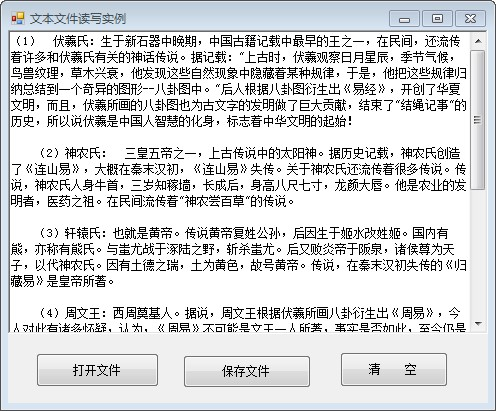 文本文件读写实例
（1） 伏羲氏：生于新石器中晚期，中国古籍记载中最早的王之一，在民间，还流传
着许多和伏羲氏有关的神话传说。据记载："上古时，伏羲观察日月星辰，季节气候，
鸟兽纹理，草木兴衰，他发现这些自然现象中隐藏着某种规律，于是，他把这些规律归
纳总结到一个奇异的图形--八卦图中。"后人根据八卦图衍生出《易经》，开创了华夏
文明，而且，伏羲所画的八卦图也为古文字的发明做了巨大贡献，结束了"结绳记事"的
历史，所以说伏羲是中国人智慧的化身，标志着中华文明的起始！
（2）神农氏： 三皇五帝之一，上古传说中的太阳神。据历史记载，神农氏创造
了《连山易》，大概在秦末汉初，《连山易》失传。关于神农氏还流传着很多传说。传
说，神农氏人身牛首，三岁知稼墙，长成后，身高八尺七寸，龙颜大唇。他是农业的发
明者，医药之祖。在民间流传着"神农尝百草"的传说。
（3）轩辕氏：也就是黄帝。传说黄帝复姓公孙，后因生于姬水改姓姬。国内有
熊，亦称有熊氏。与蚩尤战于涿陆之野，斩杀蚩尤。后又败炎帝于阪泉，诸侯尊为天
子，以代神农氏。因有土德之瑞，土为黄色，故号黄帝。传说，在秦末汉初失传的《归
藏易》是皇帝所著。
（4）周文王：西周奠基人。据说，周文王根据伏羲所画八卦衍生出《周易》，今
人对此有诸多怀疑，认为，《周易》不可能是文王一人所著，事实是否如此，至今仍是
打开文件
保存文件
清 空